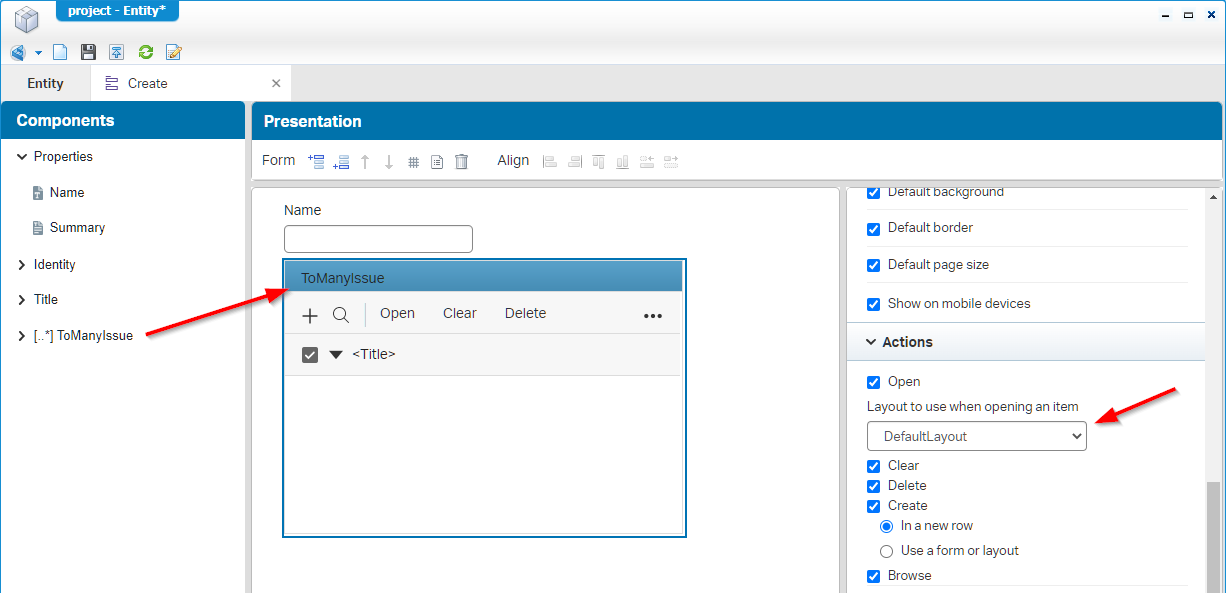 project - Entity*
Entity
Create
Components
Properties
Name
Summary
Identity
Title
[..*] ToManyIssue
Presentation
Form
Align
Name
ToManyIssue
Open Clear Delete
<Title>
Default background
Default border
Default page size
Show on mobile devices
Actions
Open
Layout to use when opening an item
DefaultLayout
Clear
Delete
Create
In a new row
Use a form or layout
Browse